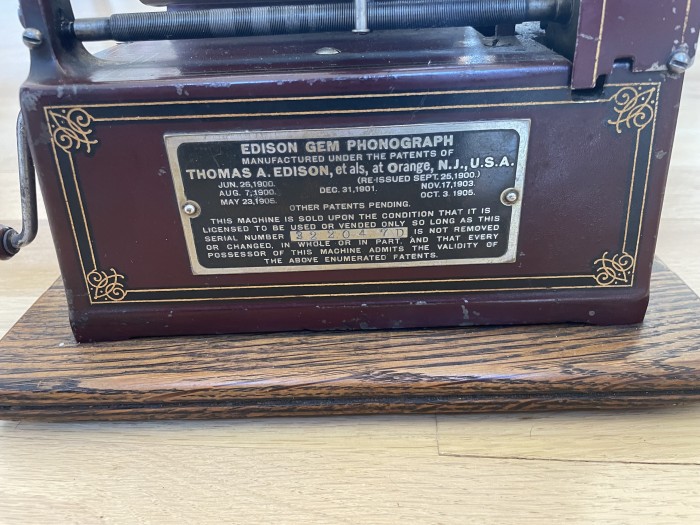 EDISON GEM PHONOGRAPH
MANUFACTURED UNDER THE PATENTS OF
THOMAS A. EDISON, et als, at Orange, N.J., U.S.A.
JUN. 26, 1900. (RE-ISSUED SEPT. 25, 1900.)
AUG. 7, 1900. DEC. 31, 1901. NOV. 17, 1903.
MAY 23, 1905. OCT. 3. 1905.
OTHER PATENTS PENDING.
THIS MACHINE IS SOLD UPON THE CONDITION THAT IT IS
LICENSED TO BE USED OR VENDED ONLY SO LONG AS THIS
SERIAL NUMBER 322047D IS NOT REMOVED
OR CHANGED, IN WHOLE OR IN PART. AND THAT EVERY
POSSESSOR OF THIS MACHINE ADMITS THE VALIDITY OF
THE ABOVE ENUMERATED PATENTS.